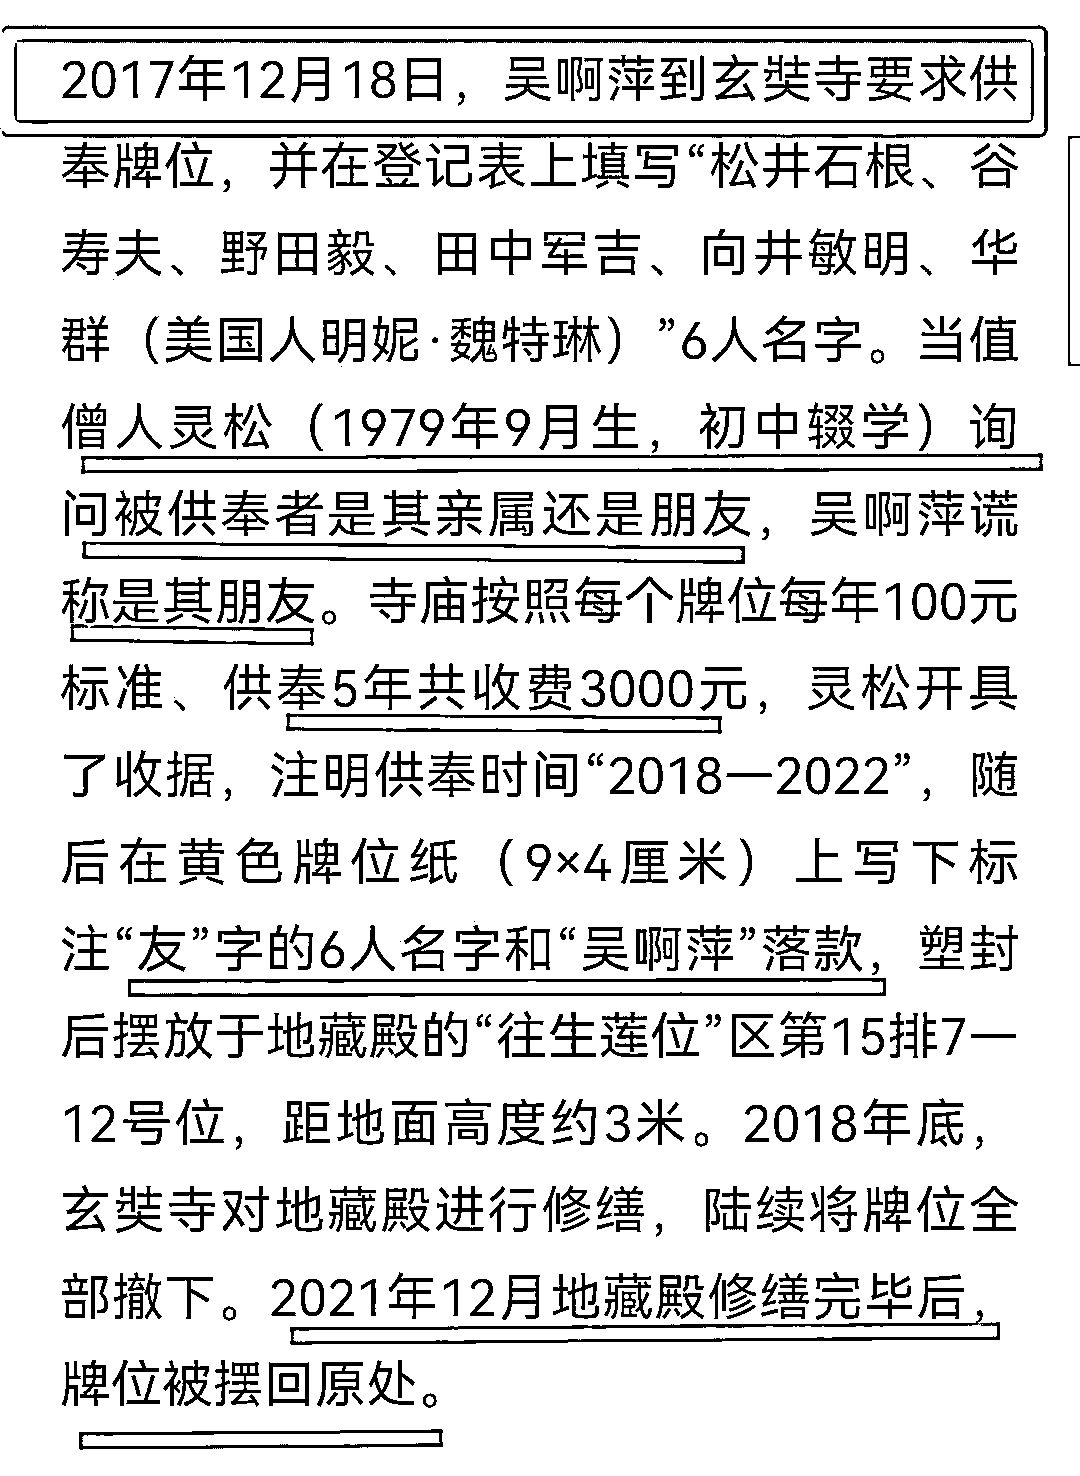 2017年12月18日，吴啊萍到玄奘寺要求供
奉牌位，并在登记表上填写“松井石根、谷
寿夫、野田毅、田中军吉、向井敏明、华
群（美国人明妮·魏特琳）”6人名字。当值
僧人灵松（1979年9月生，初中辍学）询
问被供奉者是其亲属还是朋友，吴啊萍谎
称是其朋友。寺庙按照每个牌位每年100元
标准、供奉5年共收费3000元，灵松开具
了收据，注明供奉时间“2018—2022”，随
后在黄色牌位纸（9×4厘米）上写下标
注“友”字的6人名字和“吴啊萍”落款，塑封
后摆放于地藏殿的“往生莲位”区第15排7—
12号位，距地面高度约3米。2018年底，
玄奘寺对地藏殿进行修缮，陆续将牌位全
部撤下。2021年12月地藏殿修缮完毕后，
牌位被摆回原处。